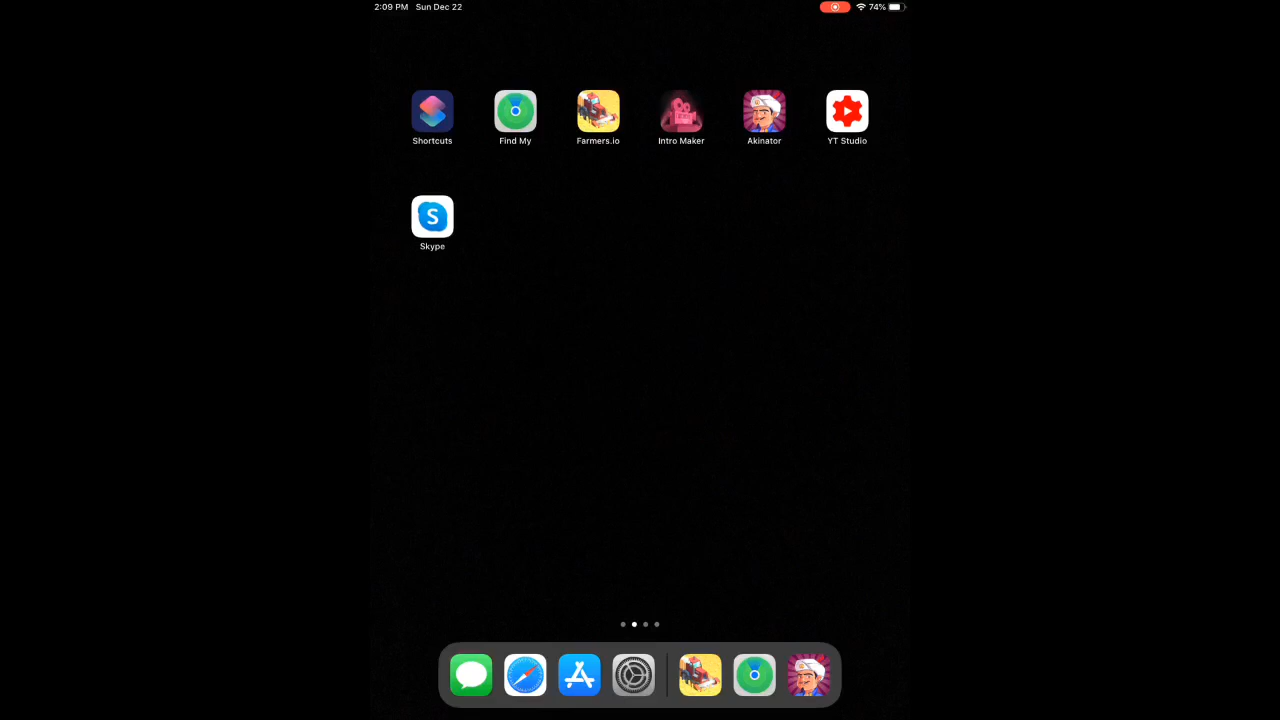 2:09 PM Sun Dec 22
74%
Shortcuts
Find My
Farmers.io
Intro Maker
Akinator
YT Studio
S
Skype